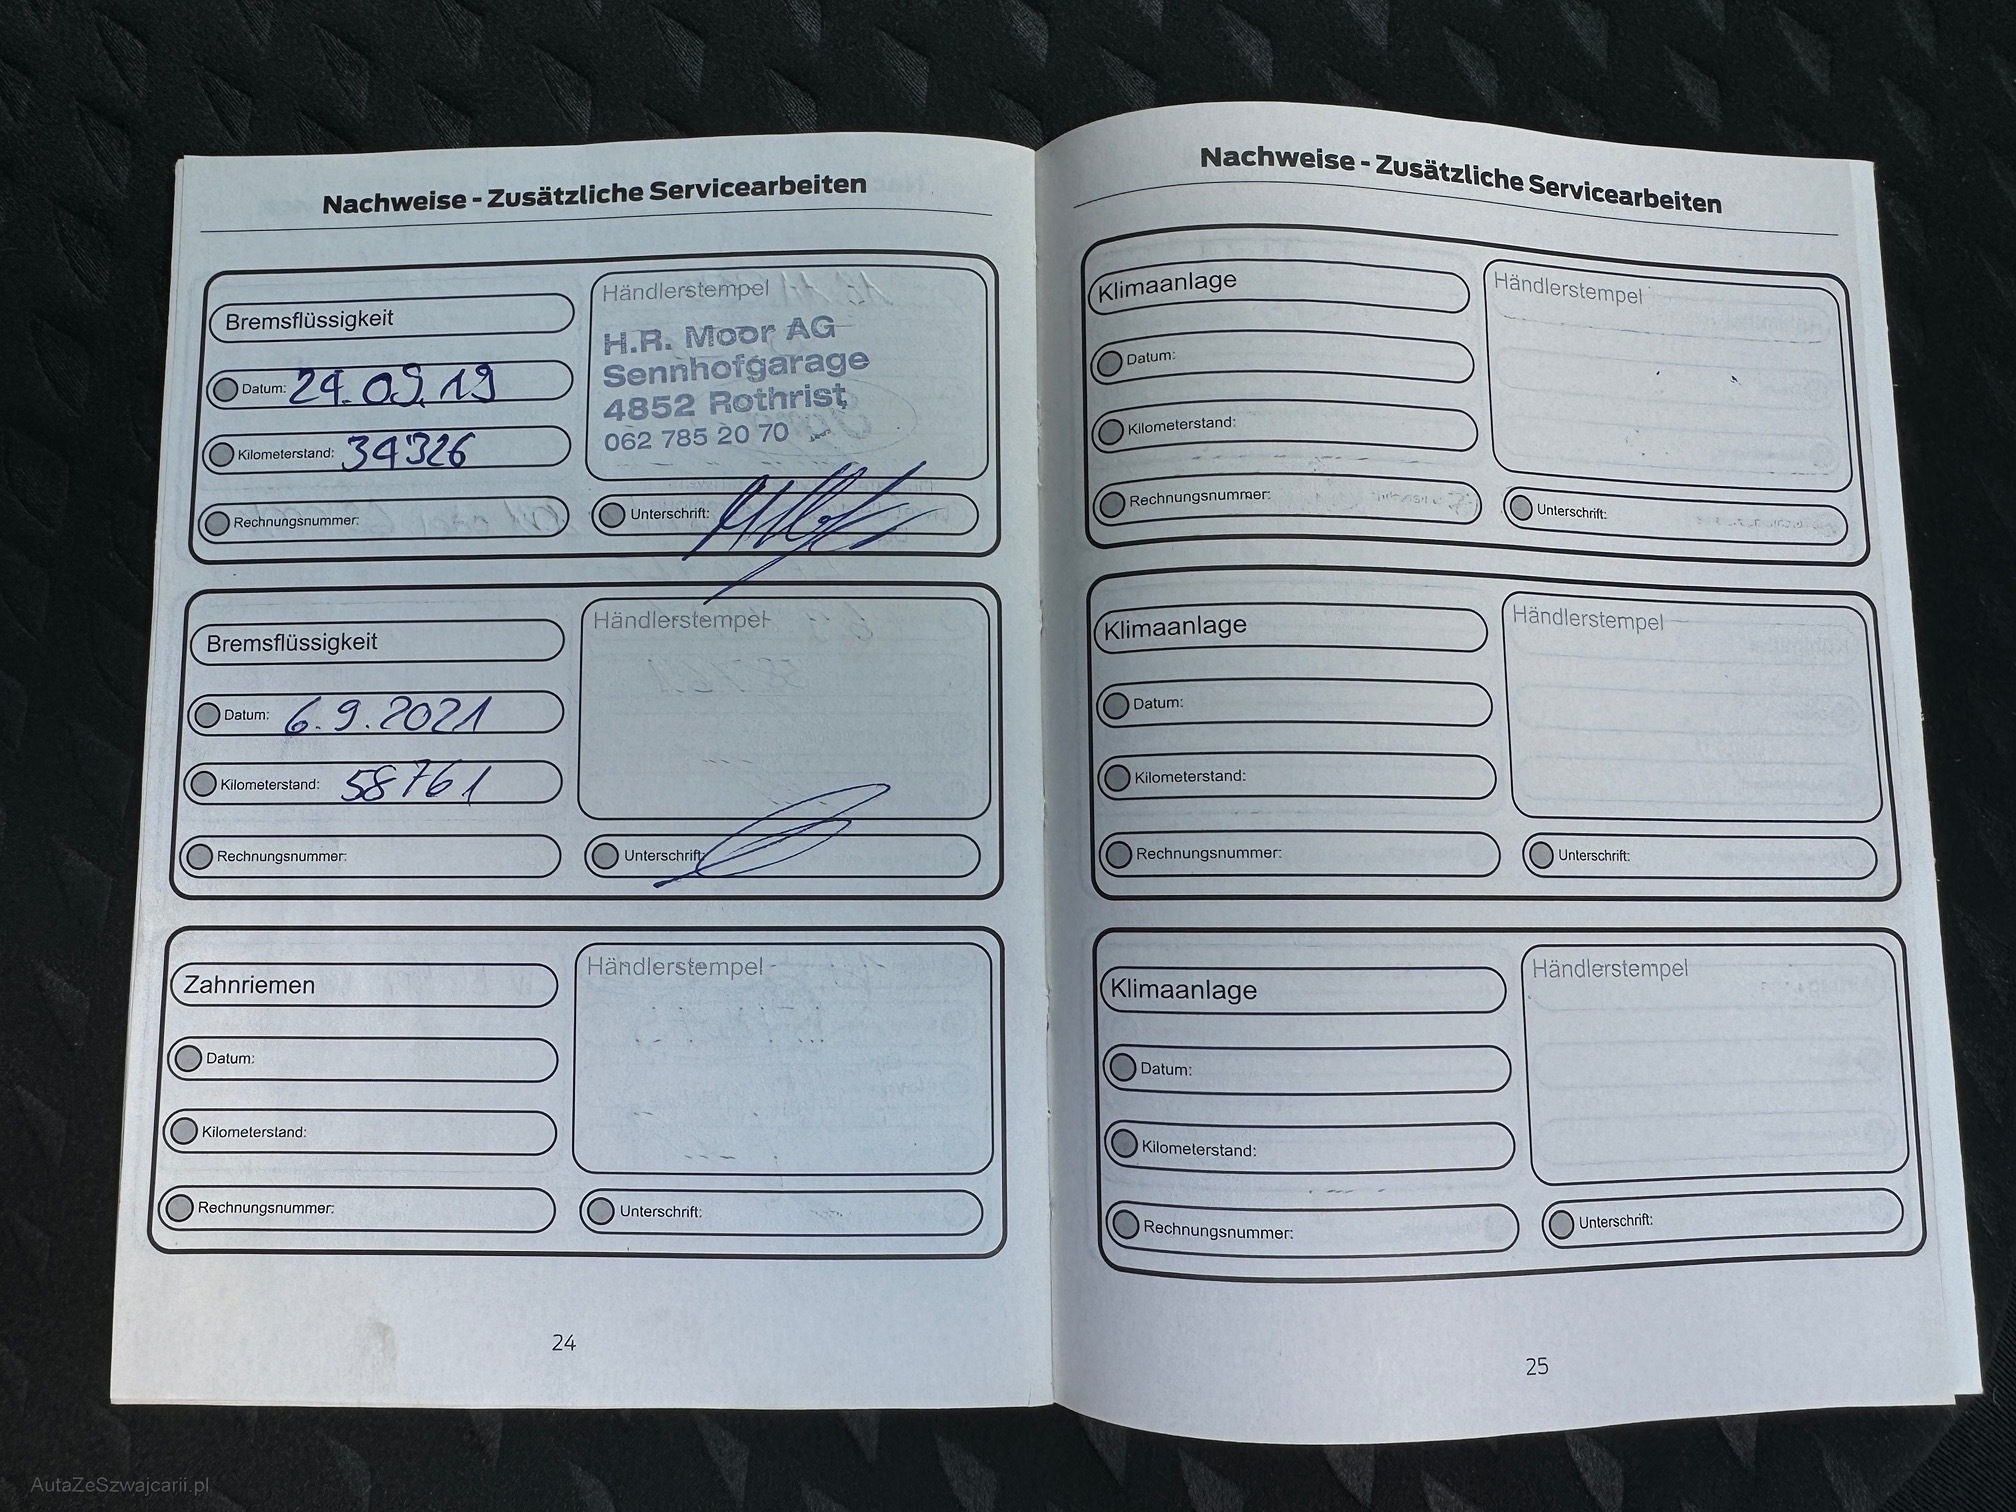 Nachweise - Zusätzliche Servicearbeiten
Bremsflüssigkeit
Datum: 24.09.19
Kilometerstand: 34'326
Rechnungsnummer:
Händlerstempel
H.R. Moor AG
Sennhofgarage
4852 Rothrist
062 785 20 70
Unterschrift:
Bremsflüssigkeit
Datum: 6.9.2021
Kilometerstand: 58761
Rechnungsnummer:
Händlerstempel
Unterschrift:
Zahnriemen
Datum:
Kilometerstand:
Rechnungsnummer:
Händlerstempel
Unterschrift:
24
Nachweise - Zusätzliche Servicearbeiten
Klimaanlage
Datum:
Kilometerstand:
Rechnungsnummer:
Händlerstempel
Unterschrift:
Klimaanlage
Datum:
Kilometerstand:
Rechnungsnummer:
Händlerstempel
Unterschrift:
Klimaanlage
Datum:
Kilometerstand:
Rechnungsnummer:
Händlerstempel
Unterschrift:
25
AutaZeSzwajcarii.pl